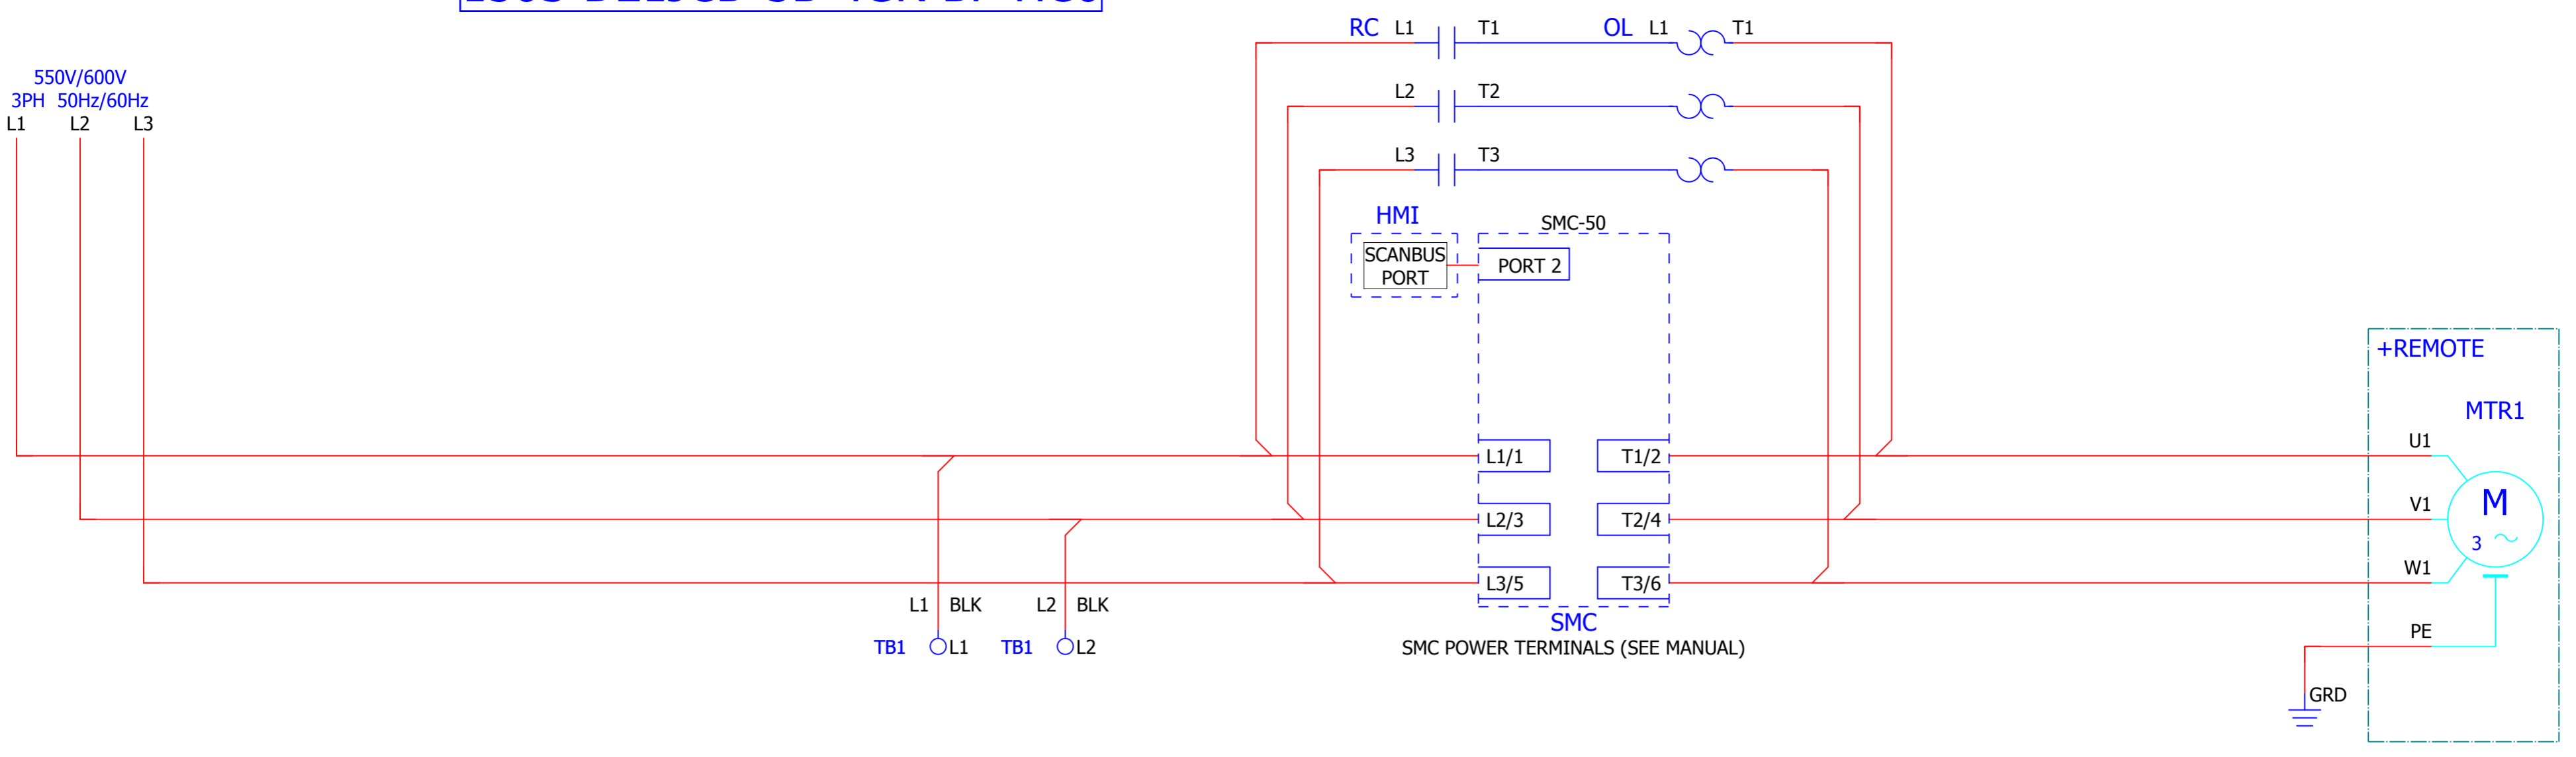 RC L1 T1 OL L1 T1
550V/600V
3PH 50Hz/60Hz
L1 L2 L3
L2 T2
L3 T3
HMI
SMC-50
SCANBUS
PORT
PORT 2
+REMOTE
MTR1
U1
L1/1 T1/2
V1
M
3
L2/3 T2/4
W1
L3/5 T3/6
L1 BLK L2 BLK
SMC
PE
TB1 L1 TB1 L2
SMC POWER TERMINALS (SEE MANUAL)
GRD